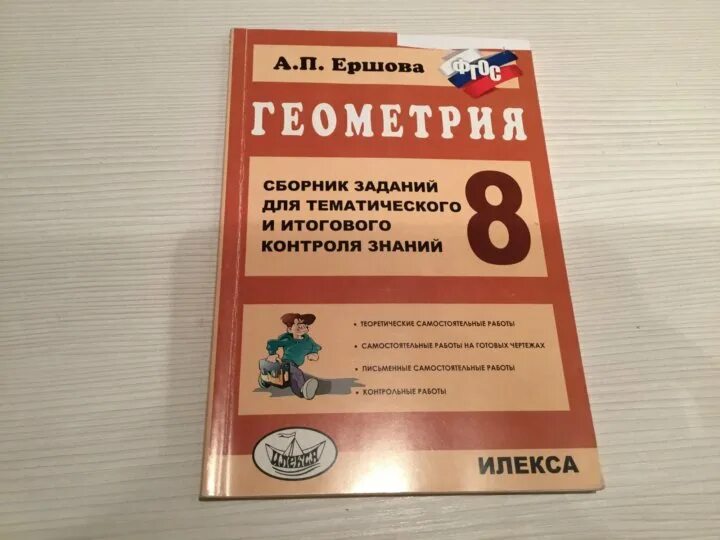 А.П. Ершова
ФГОС
ГЕОМЕТРИЯ
СБОРНИК ЗАДАНИЙ
ДЛЯ ТЕМАТИЧЕСКОГО
И ИТОГОВОГО
КОНТРОЛЯ ЗНАНИЙ
8
• ТЕОРЕТИЧЕСКИЕ САМОСТОЯТЕЛЬНЫЕ РАБОТЫ
• САМОСТОЯТЕЛЬНЫЕ РАБОТЫ НА ГОТОВЫХ ЧЕРТЕЖАХ
• ПИСЬМЕННЫЕ САМОСТОЯТЕЛЬНЫЕ РАБОТЫ
• КОНТРОЛЬНЫЕ РАБОТЫ
ИЛЕКСА
ИЛЕКСА